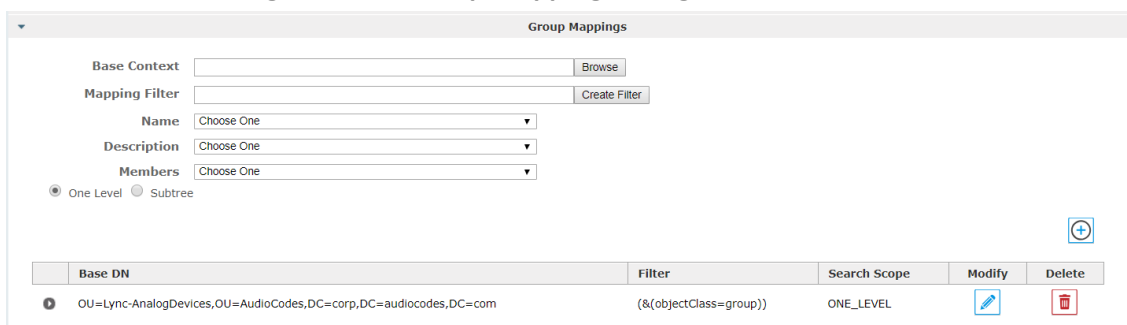 Group Mappings
Base Context Browse
Mapping Filter Create Filter
Name Choose One
Description Choose One
Members Choose One
One Level Subtree
Base DN Filter Search Scope Modify Delete
OU=Lync-AnalogDevices,OU=AudioCodes,DC=corp,DC=audiocodes,DC=com (&(objectClass=group)) ONE_LEVEL